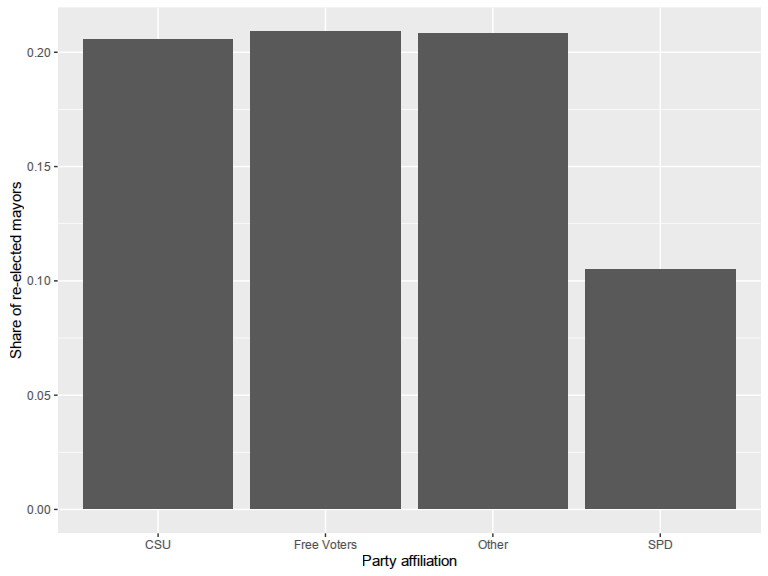 Share of re-elected mayors
0.20
0.15
0.10
0.05
0.00
CSU Free Voters Other SPD
Party affiliation